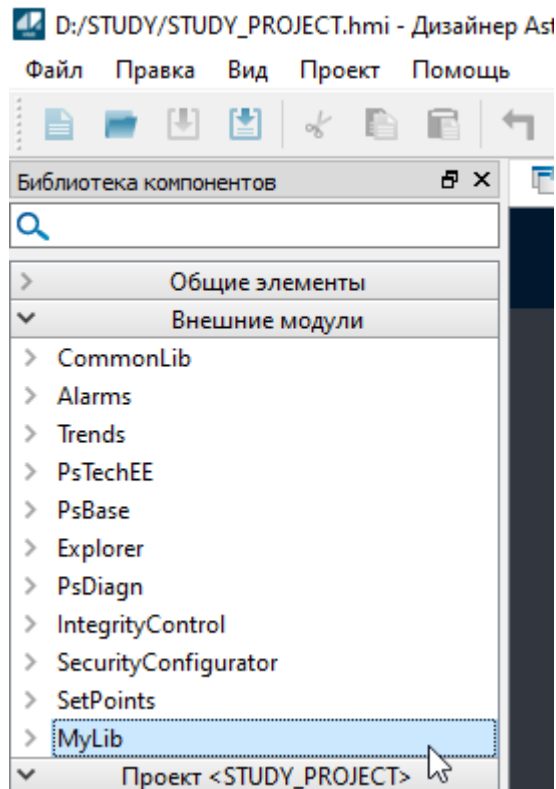 D:/STUDY/STUDY_PROJECT.hmi - Дизайнер Ast
Файл Правка Вид Проект Помощь
Библиотека компонентов
Общие элементы
Внешние модули
CommonLib
Alarms
Trends
PsTechEE
PsBase
Explorer
PsDiagn
IntegrityControl
SecurityConfigurator
SetPoints
MyLib
Проект <STUDY_PROJECT>